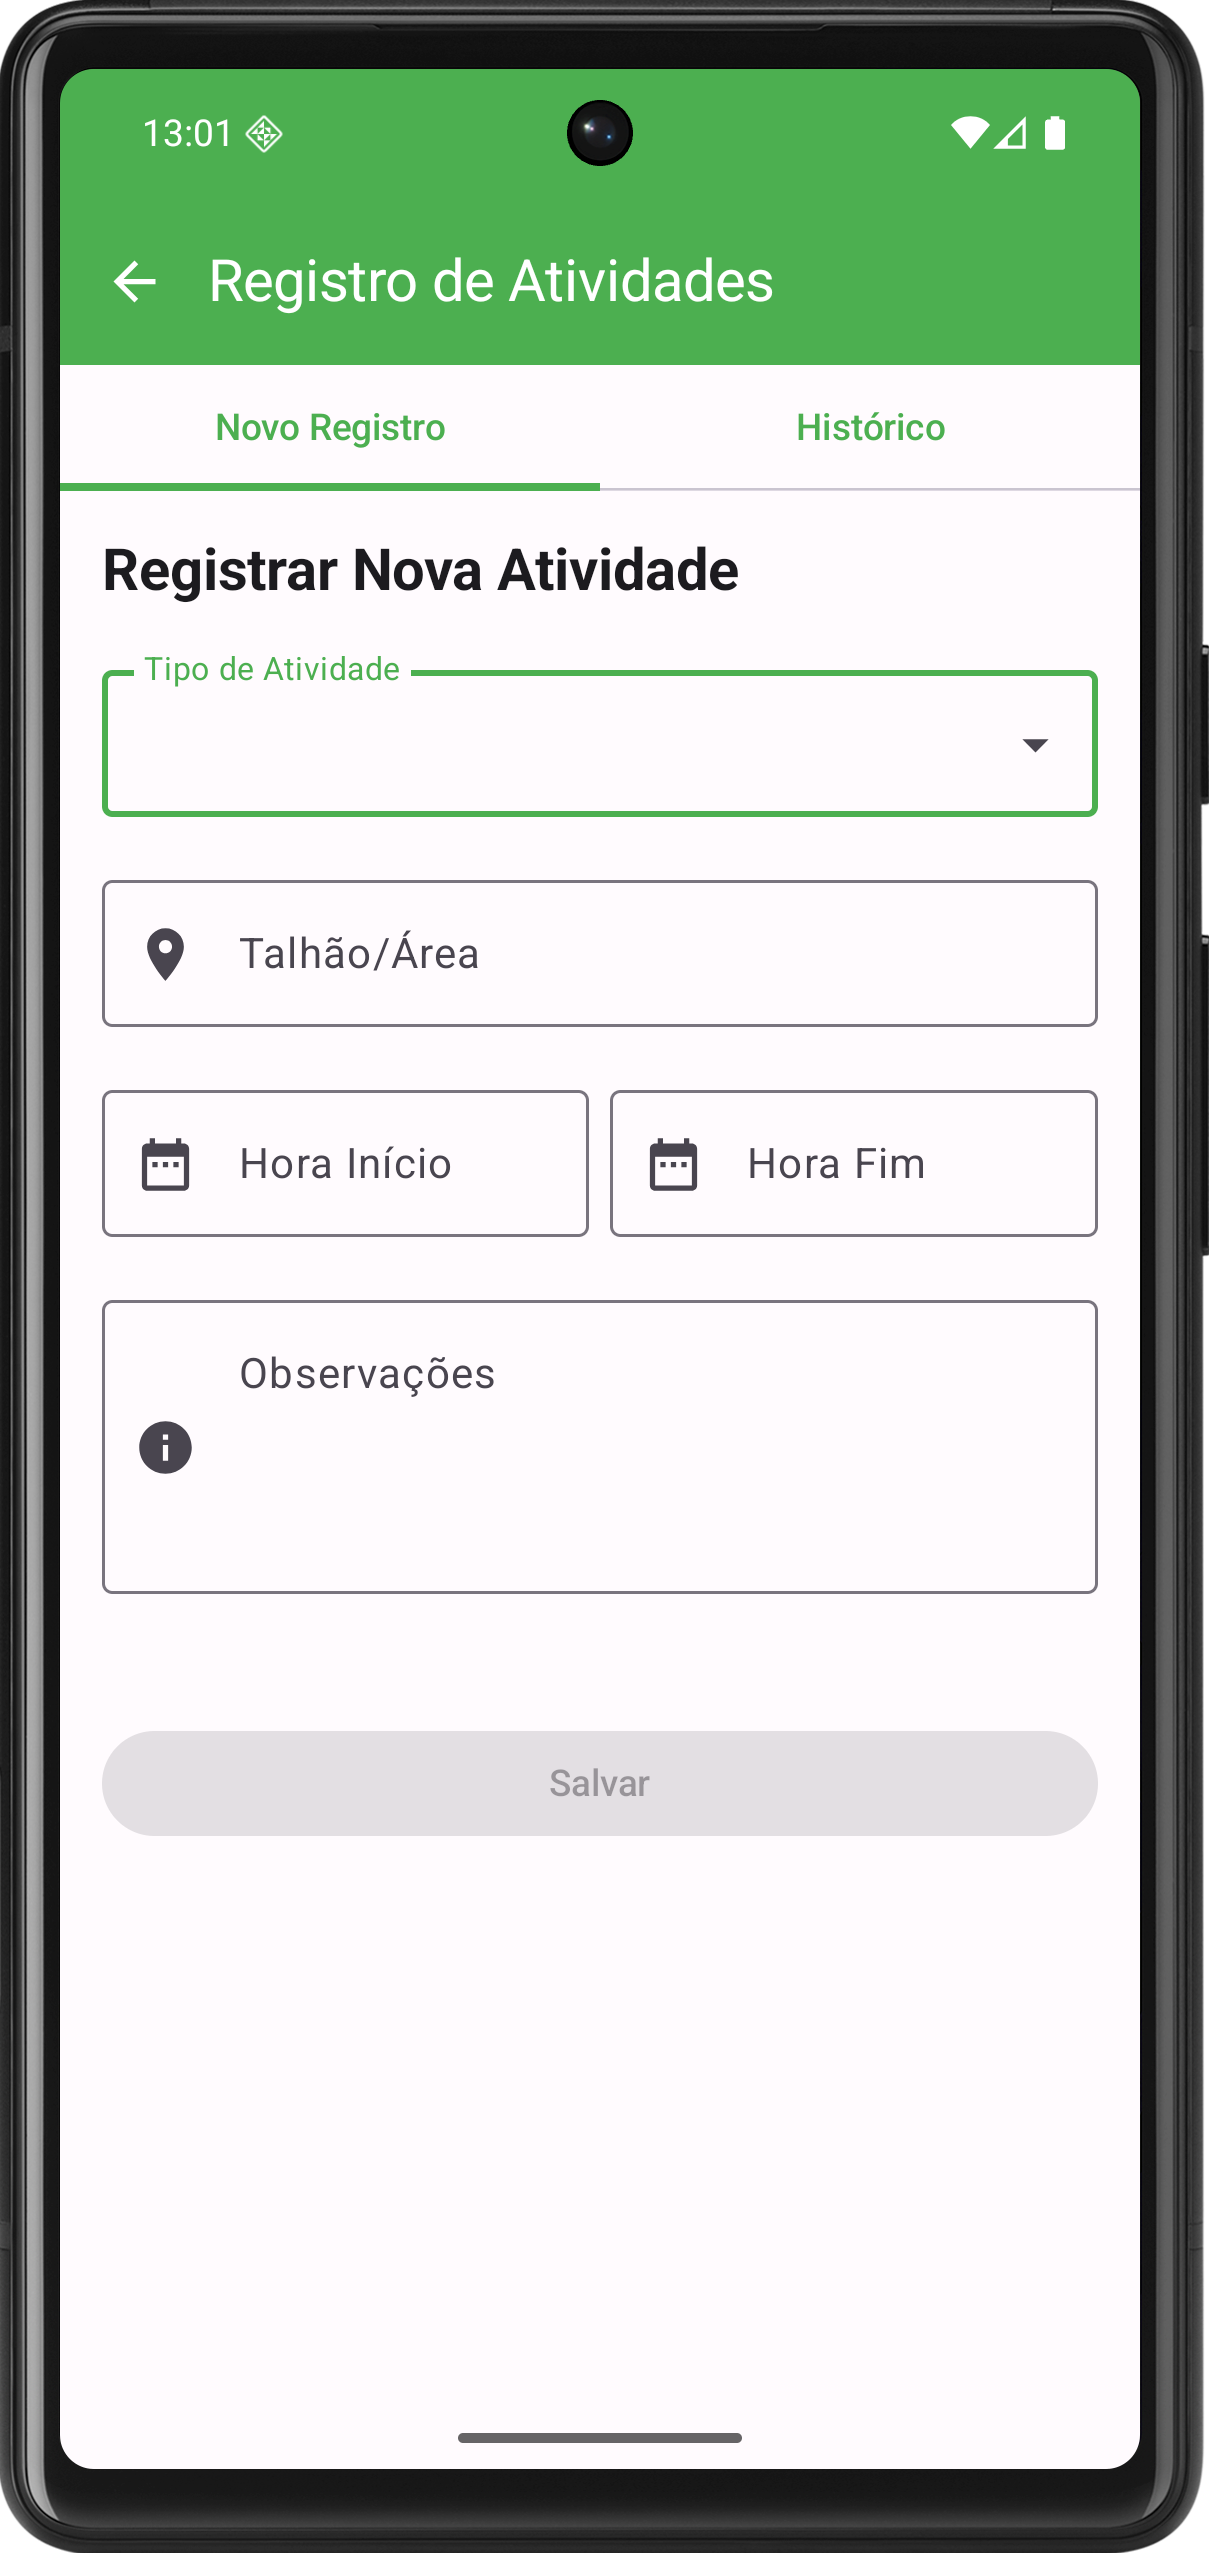 13:01
Registro de Atividades
Novo Registro
Histórico
Registrar Nova Atividade
Tipo de Atividade
Talhão/Área
Hora Início
Hora Fim
Observações
Salvar